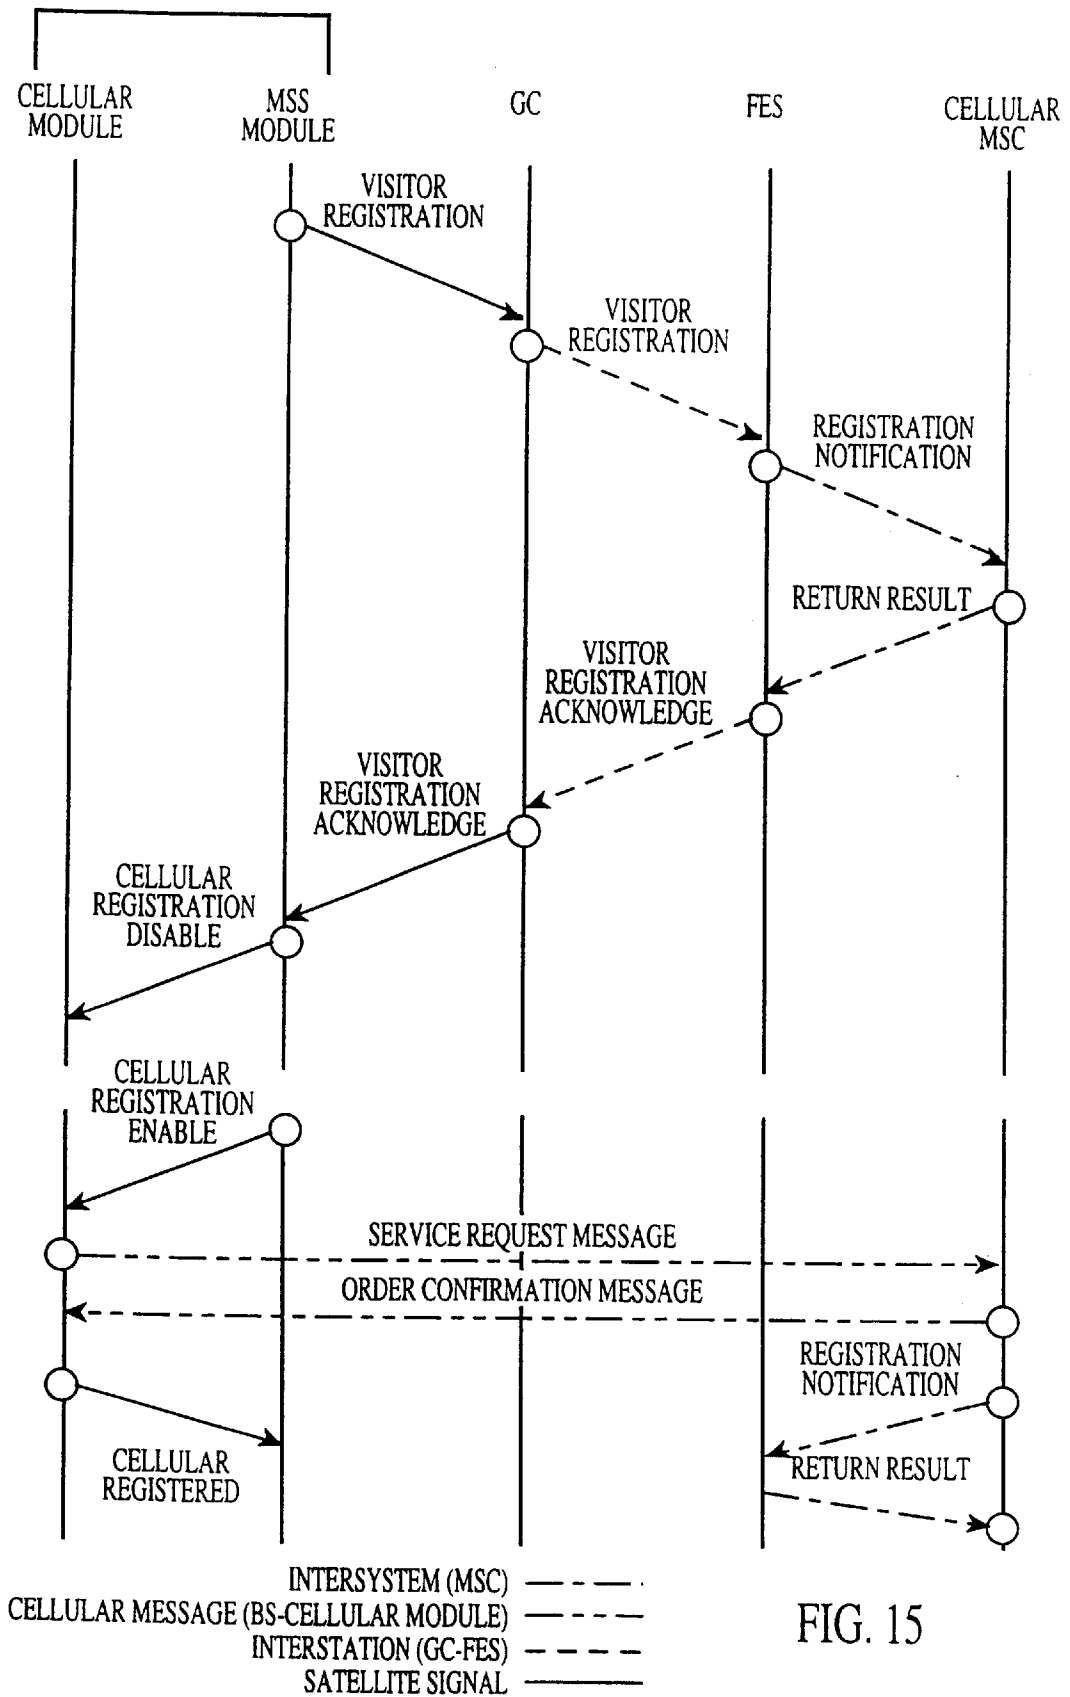 CELLULAR
MODULE
MSS
MODULE
GC
FES
CELLULAR
MSC
VISITOR
REGISTRATION
VISITOR
REGISTRATION
REGISTRATION
NOTIFICATION
RETURN RESULT
VISITOR
REGISTRATION
ACKNOWLEDGE
VISITOR
REGISTRATION
ACKNOWLEDGE
CELLULAR
REGISTRATION
DISABLE
CELLULAR
REGISTRATION
ENABLE
SERVICE REQUEST MESSAGE
ORDER CONFIRMATION MESSAGE
REGISTRATION
NOTIFICATION
CELLULAR
REGISTERED
RETURN RESULT
INTERSYSTEM (MSC)
CELLULAR MESSAGE (BS-CELLULAR MODULE)
INTERSTATION (GC-FES)
SATELLITE SIGNAL
FIG. 15